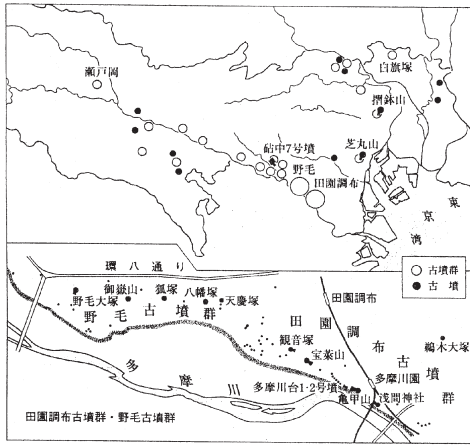 瀬戸岡
白旗塚
摺鉢山
砧中7号墳
芝丸山
野毛
田園調布
東京湾
○ 古墳群
● 古 墳
環八通り
御嶽山
狐塚
八幡塚
天慶塚
野毛大塚
野毛古墳群
田園調布
田園調布古墳群
鵜木大塚
観音塚
宝莱山
多摩川
多摩川台1·2号墳
多摩川園
亀甲山
浅間神社
田園調布古墳群・野毛古墳群